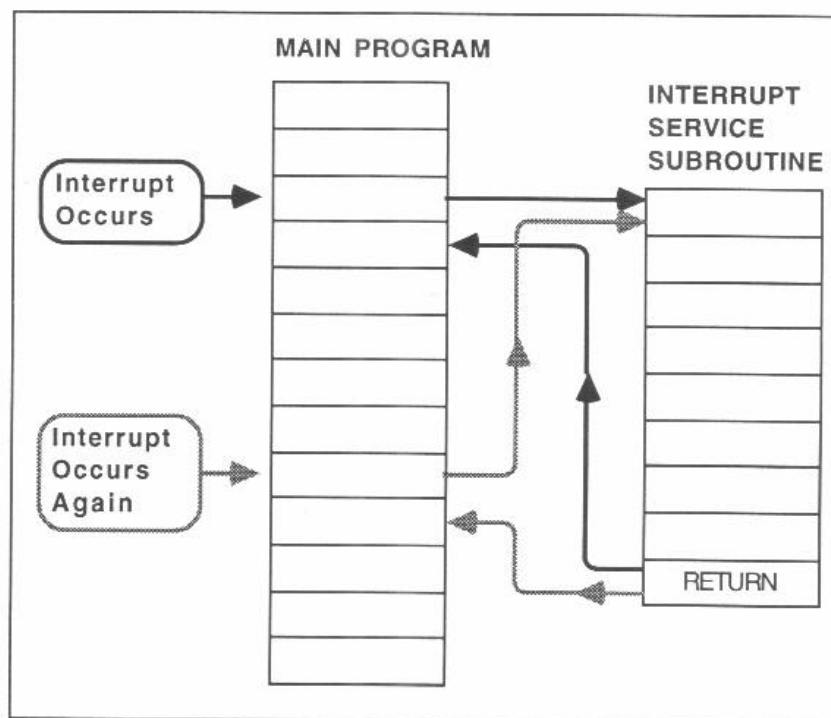 MAIN PROGRAM
INTERRUPT
SERVICE
SUBROUTINE
Interrupt
Occurs
Interrupt
Occurs
Again
RETURN